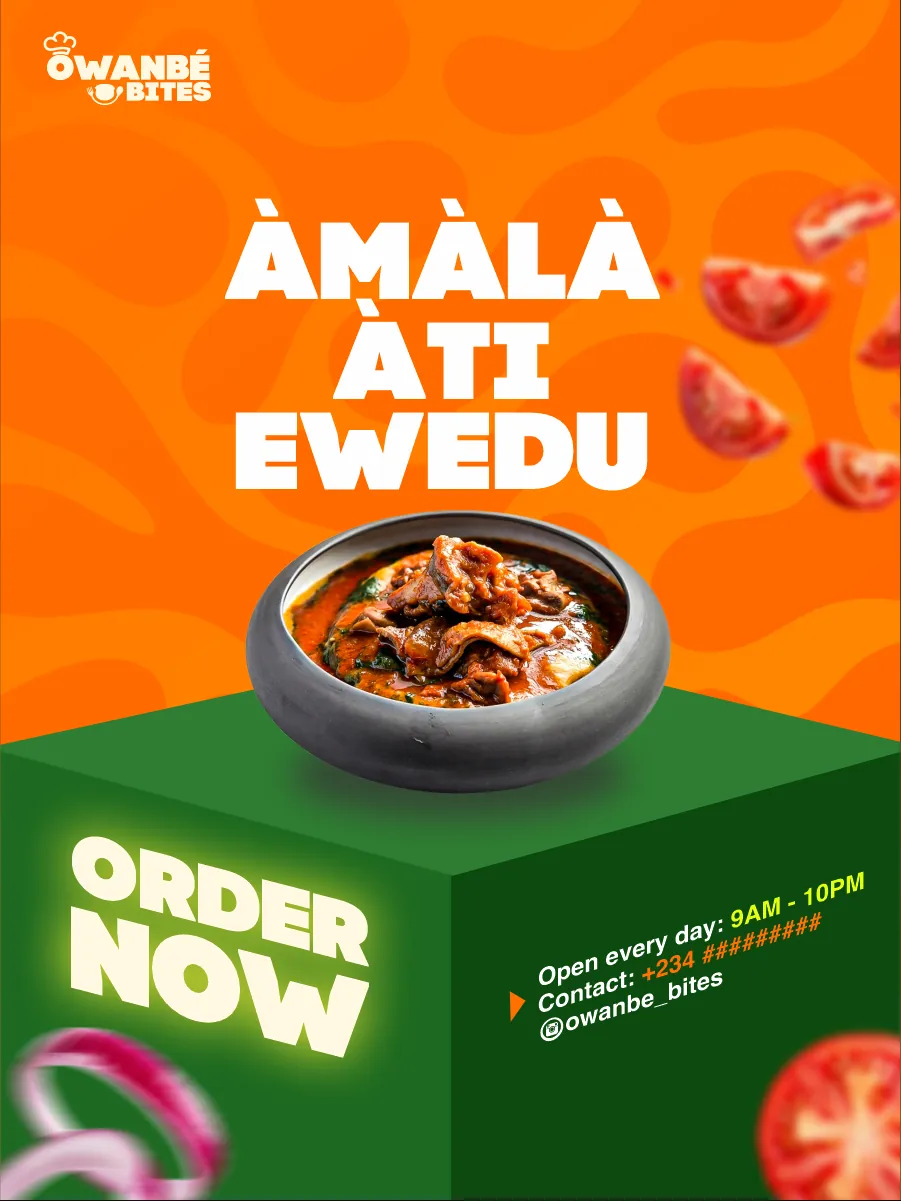 OWANBÉ
BITES
ÀMÀLÀ
ÀTI
EWEDU
ORDER
NOW
Open every day: 9AM - 10PM
Contact: +234 #########
@owanbe_bites